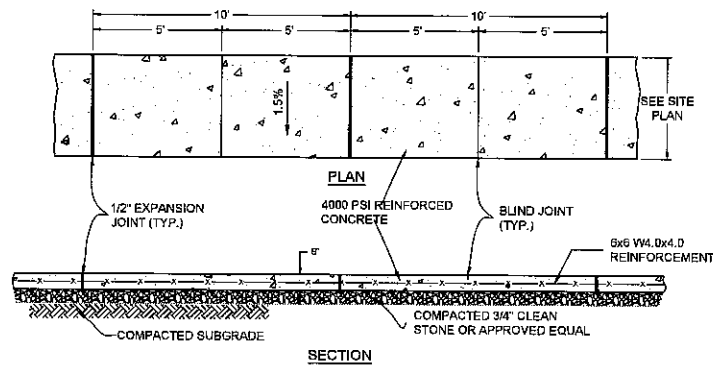 10'
10'
5'
5'
5'
5'
1.5%
SEE SITE
PLAN
PLAN
1/2" EXPANSION
JOINT (TYP.)
4000 PSI REINFORCED
CONCRETE
BLIND JOINT
(TYP.)
6x6 W4.0x4.0
REINFORCEMENT
COMPACTED SUBGRADE
COMPACTED 3/4" CLEAN
STONE OR APPROVED EQUAL
SECTION